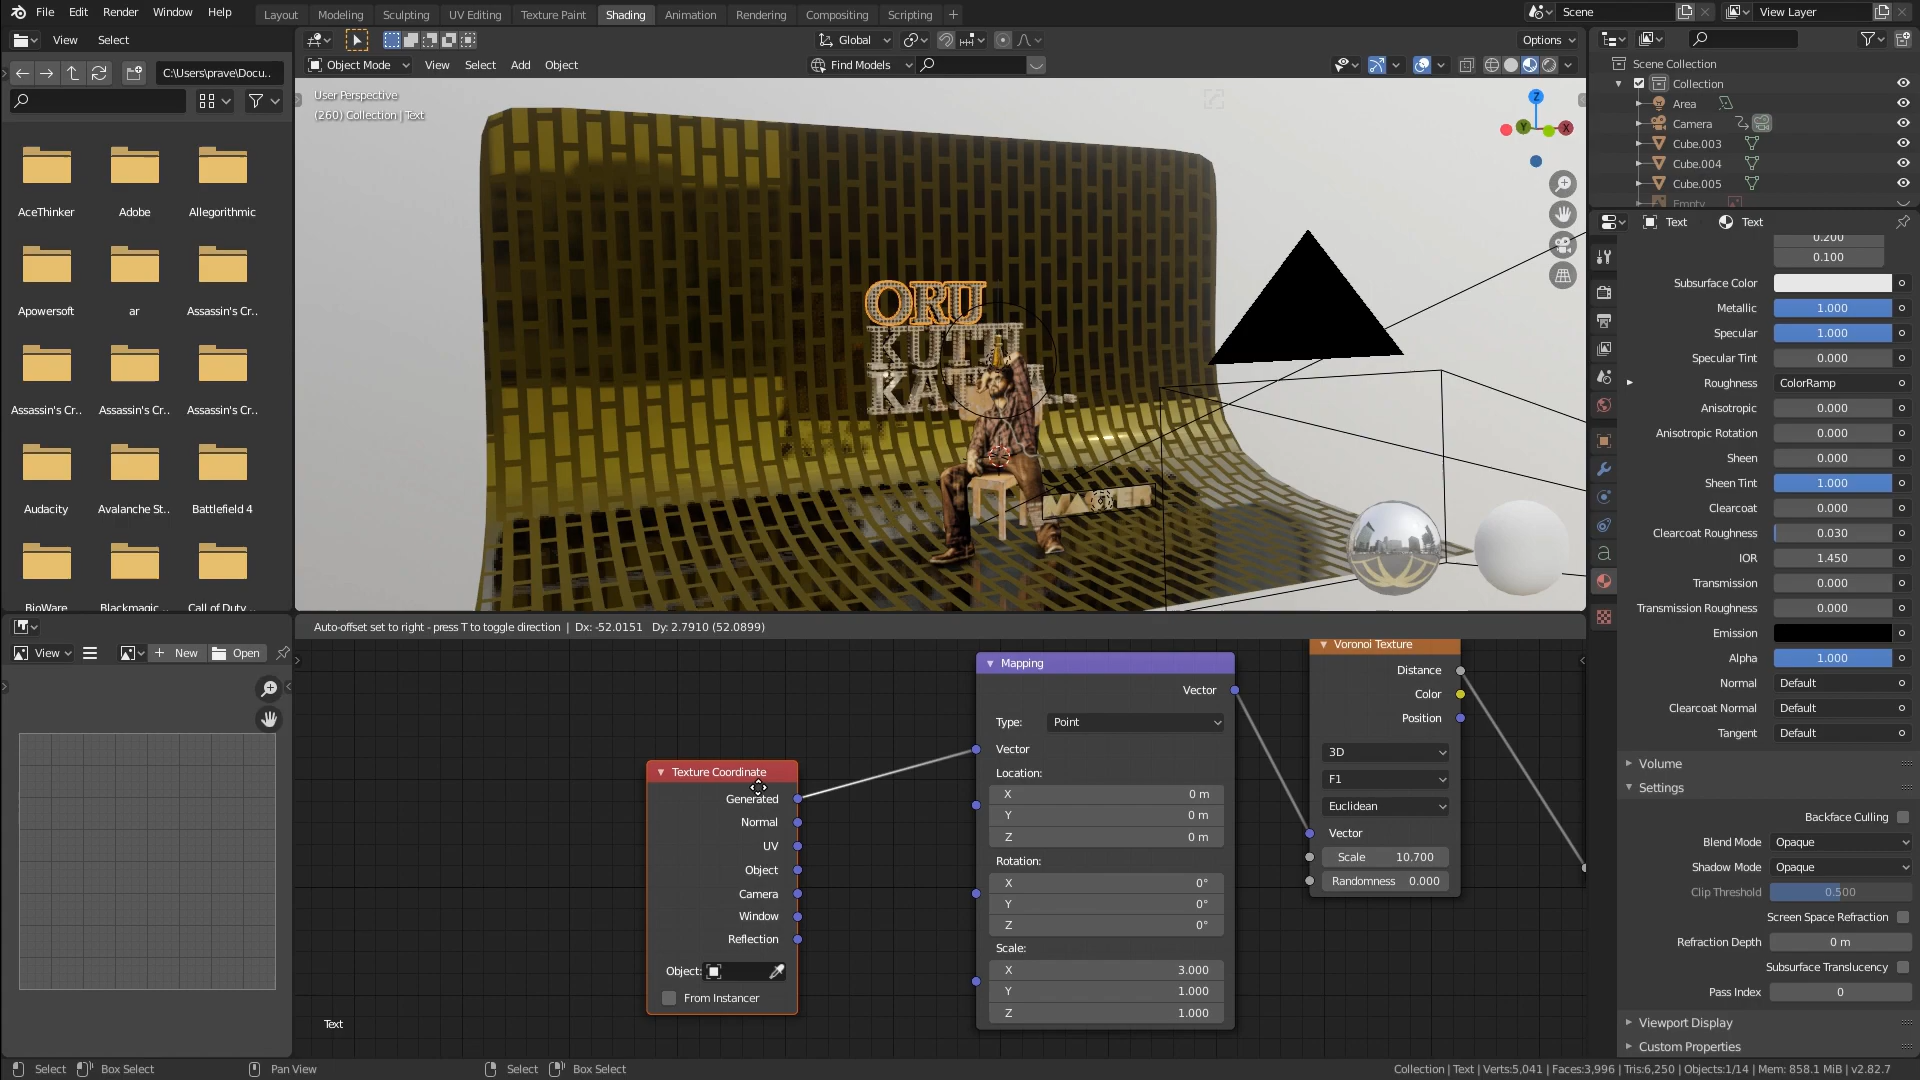 File Edit Render Window Help
Layout Modeling Sculpting UV Editing Texture Paint Shading Animation Rendering Compositing Scripting
Scene
View Layer
View Select
C:\Users\prave\Docu..
AceThinker Adobe Allegorithmic
Apowersoft ar Assassin's Cr..
Assassin's Cr.. Assassin's Cr.. Assassin's Cr..
Audacity Avalanche St.. Battlefield 4
BioWare Blackmagic .. Call of Duty ..
View New Open
Global
Options
Object Mode View Select Add Object
Find Models
User Perspective
(260) Collection | Text
Z
Y
X
ORU
Auto-offset set to right - press T to toggle direction | Dx: -52.0151 Dy: 2.7910 (52.0899)
Texture Coordinate
Generated
Normal
UV
Object
Camera
Window
Reflection
Object:
From Instancer
Text
Mapping
Vector
Type: Point
Vector
Location:
X 0 m
Y 0 m
Z 0 m
Rotation:
X 0°
Y 0°
Z 0°
Scale:
X 3.000
Y 1.000
Z 1.000
Voronoi Texture
Distance
Color
Position
3D
F1
Euclidean
Vector
Scale 10.700
Randomness 0.000
Scene Collection
Collection
Area
Camera
Cube.003
Cube.004
Cube.005
Empty
Text Text
0.200
0.100
Subsurface Color
Metallic 1.000
Specular 1.000
Specular Tint 0.000
Roughness ColorRamp
Anisotropic 0.000
Anisotropic Rotation 0.000
Sheen 0.000
Sheen Tint 1.000
Clearcoat 0.000
Clearcoat Roughness 0.030
IOR 1.450
Transmission 0.000
Transmission Roughness 0.000
Emission
Alpha 1.000
Normal Default
Clearcoat Normal Default
Tangent Default
Volume
Settings
Backface Culling
Blend Mode Opaque
Shadow Mode Opaque
Clip Threshold 0.500
Screen Space Refraction
Refraction Depth 0 m
Subsurface Translucency
Pass Index 0
Viewport Display
Custom Properties
Select Box Select Pan View Select Box Select
Collection | Text | Verts:5,041 | Faces:3,996 | Tris:6,250 | Objects:1/14 | Mem: 858.1 MiB | v2.82.7